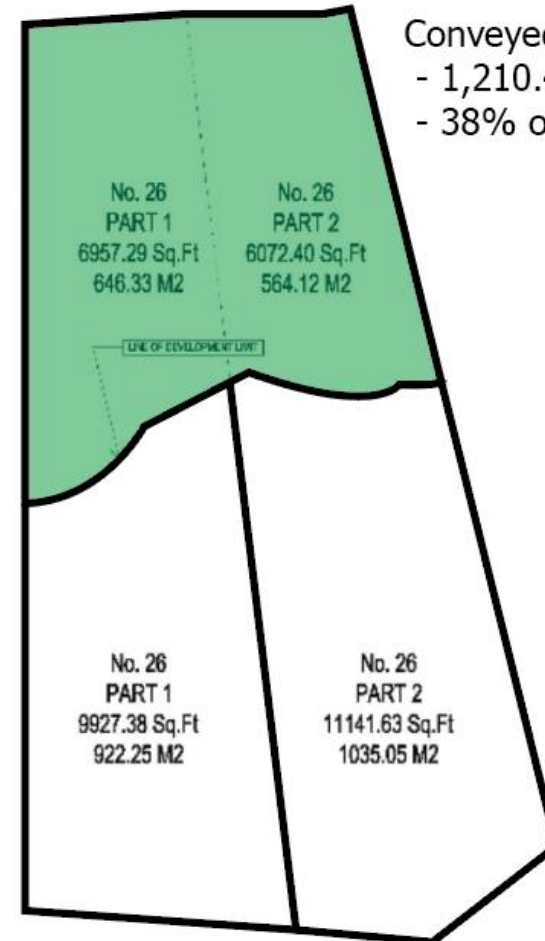 Conveyed
- 1,210.4
- 38% o
No. 26
PART 1
6957.29 Sq.Ft
646.33 M2
No. 26
PART 2
6072.40 Sq.Ft
564.12 M2
LINE OF DEVELOPMENT LIMIT
No. 26
PART 1
9927.38 Sq.Ft
922.25 M2
No. 26
PART 2
11141.63 Sq.Ft
1035.05 M2